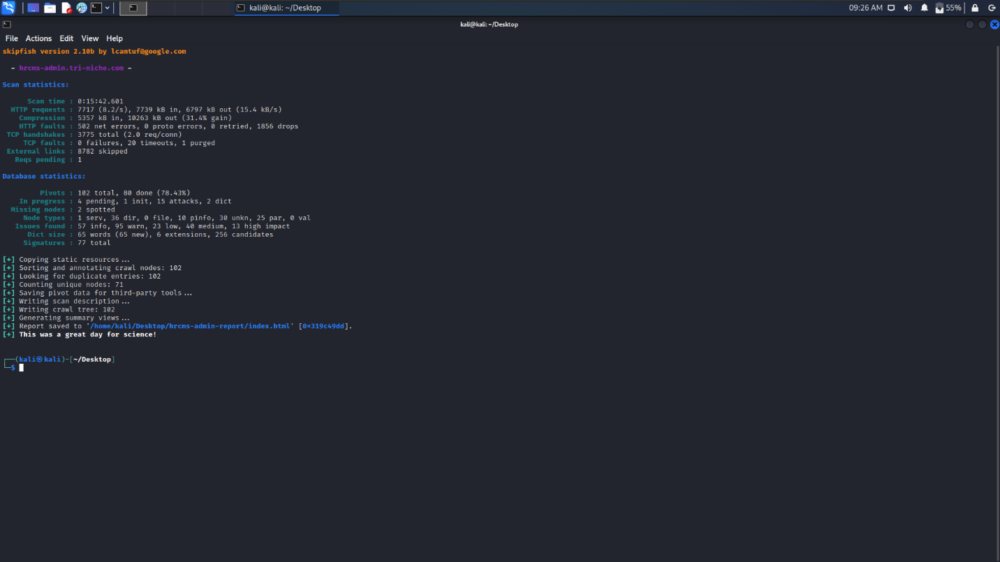 kali@kali: ~/Desktop
09:26 AM
55%
kali@kali: ~/Desktop
File Actions Edit View Help
skipfish version 2.10b by lcamtuf@google.com
- hrcms-admin.tri-niche.com -
Scan statistics:
Scan time : 0:15:42.601
HTTP requests : 7717 (8.2/s), 7739 kB in, 6797 kB out (15.4 kB/s)
Compression : 5357 kB in, 10263 kB out (31.4% gain)
HTTP faults : 502 net errors, 0 proto errors, 0 retried, 1856 drops
TCP handshakes : 3775 total (2.0 req/conn)
TCP faults : 0 failures, 20 timeouts, 1 purged
External links : 8782 skipped
Reqs pending : 1
Database statistics:
Pivots : 102 total, 80 done (78.43%)
In progress : 4 pending, 1 init, 15 attacks, 2 dict
Missing nodes : 2 spotted
Node types : 1 serv, 36 dir, 0 file, 10 pinfo, 30 unkn, 25 par, 0 val
Issues found : 57 info, 95 warn, 23 low, 40 medium, 13 high impact
Dict size : 65 words (65 new), 6 extensions, 256 candidates
Signatures : 77 total
[+] Copying static resources...
[+] Sorting and annotating crawl nodes: 102
[+] Looking for duplicate entries: 102
[+] Counting unique nodes: 71
[+] Saving pivot data for third-party tools...
[+] Writing scan description...
[+] Writing crawl tree: 102
[+] Generating summary views...
[+] Report saved to '/home/kali/Desktop/hrcms-admin-report/index.html' [0×319c49dd].
[+] This was a great day for science!
┌──(kali㉿kali)-[~/Desktop]
└─$